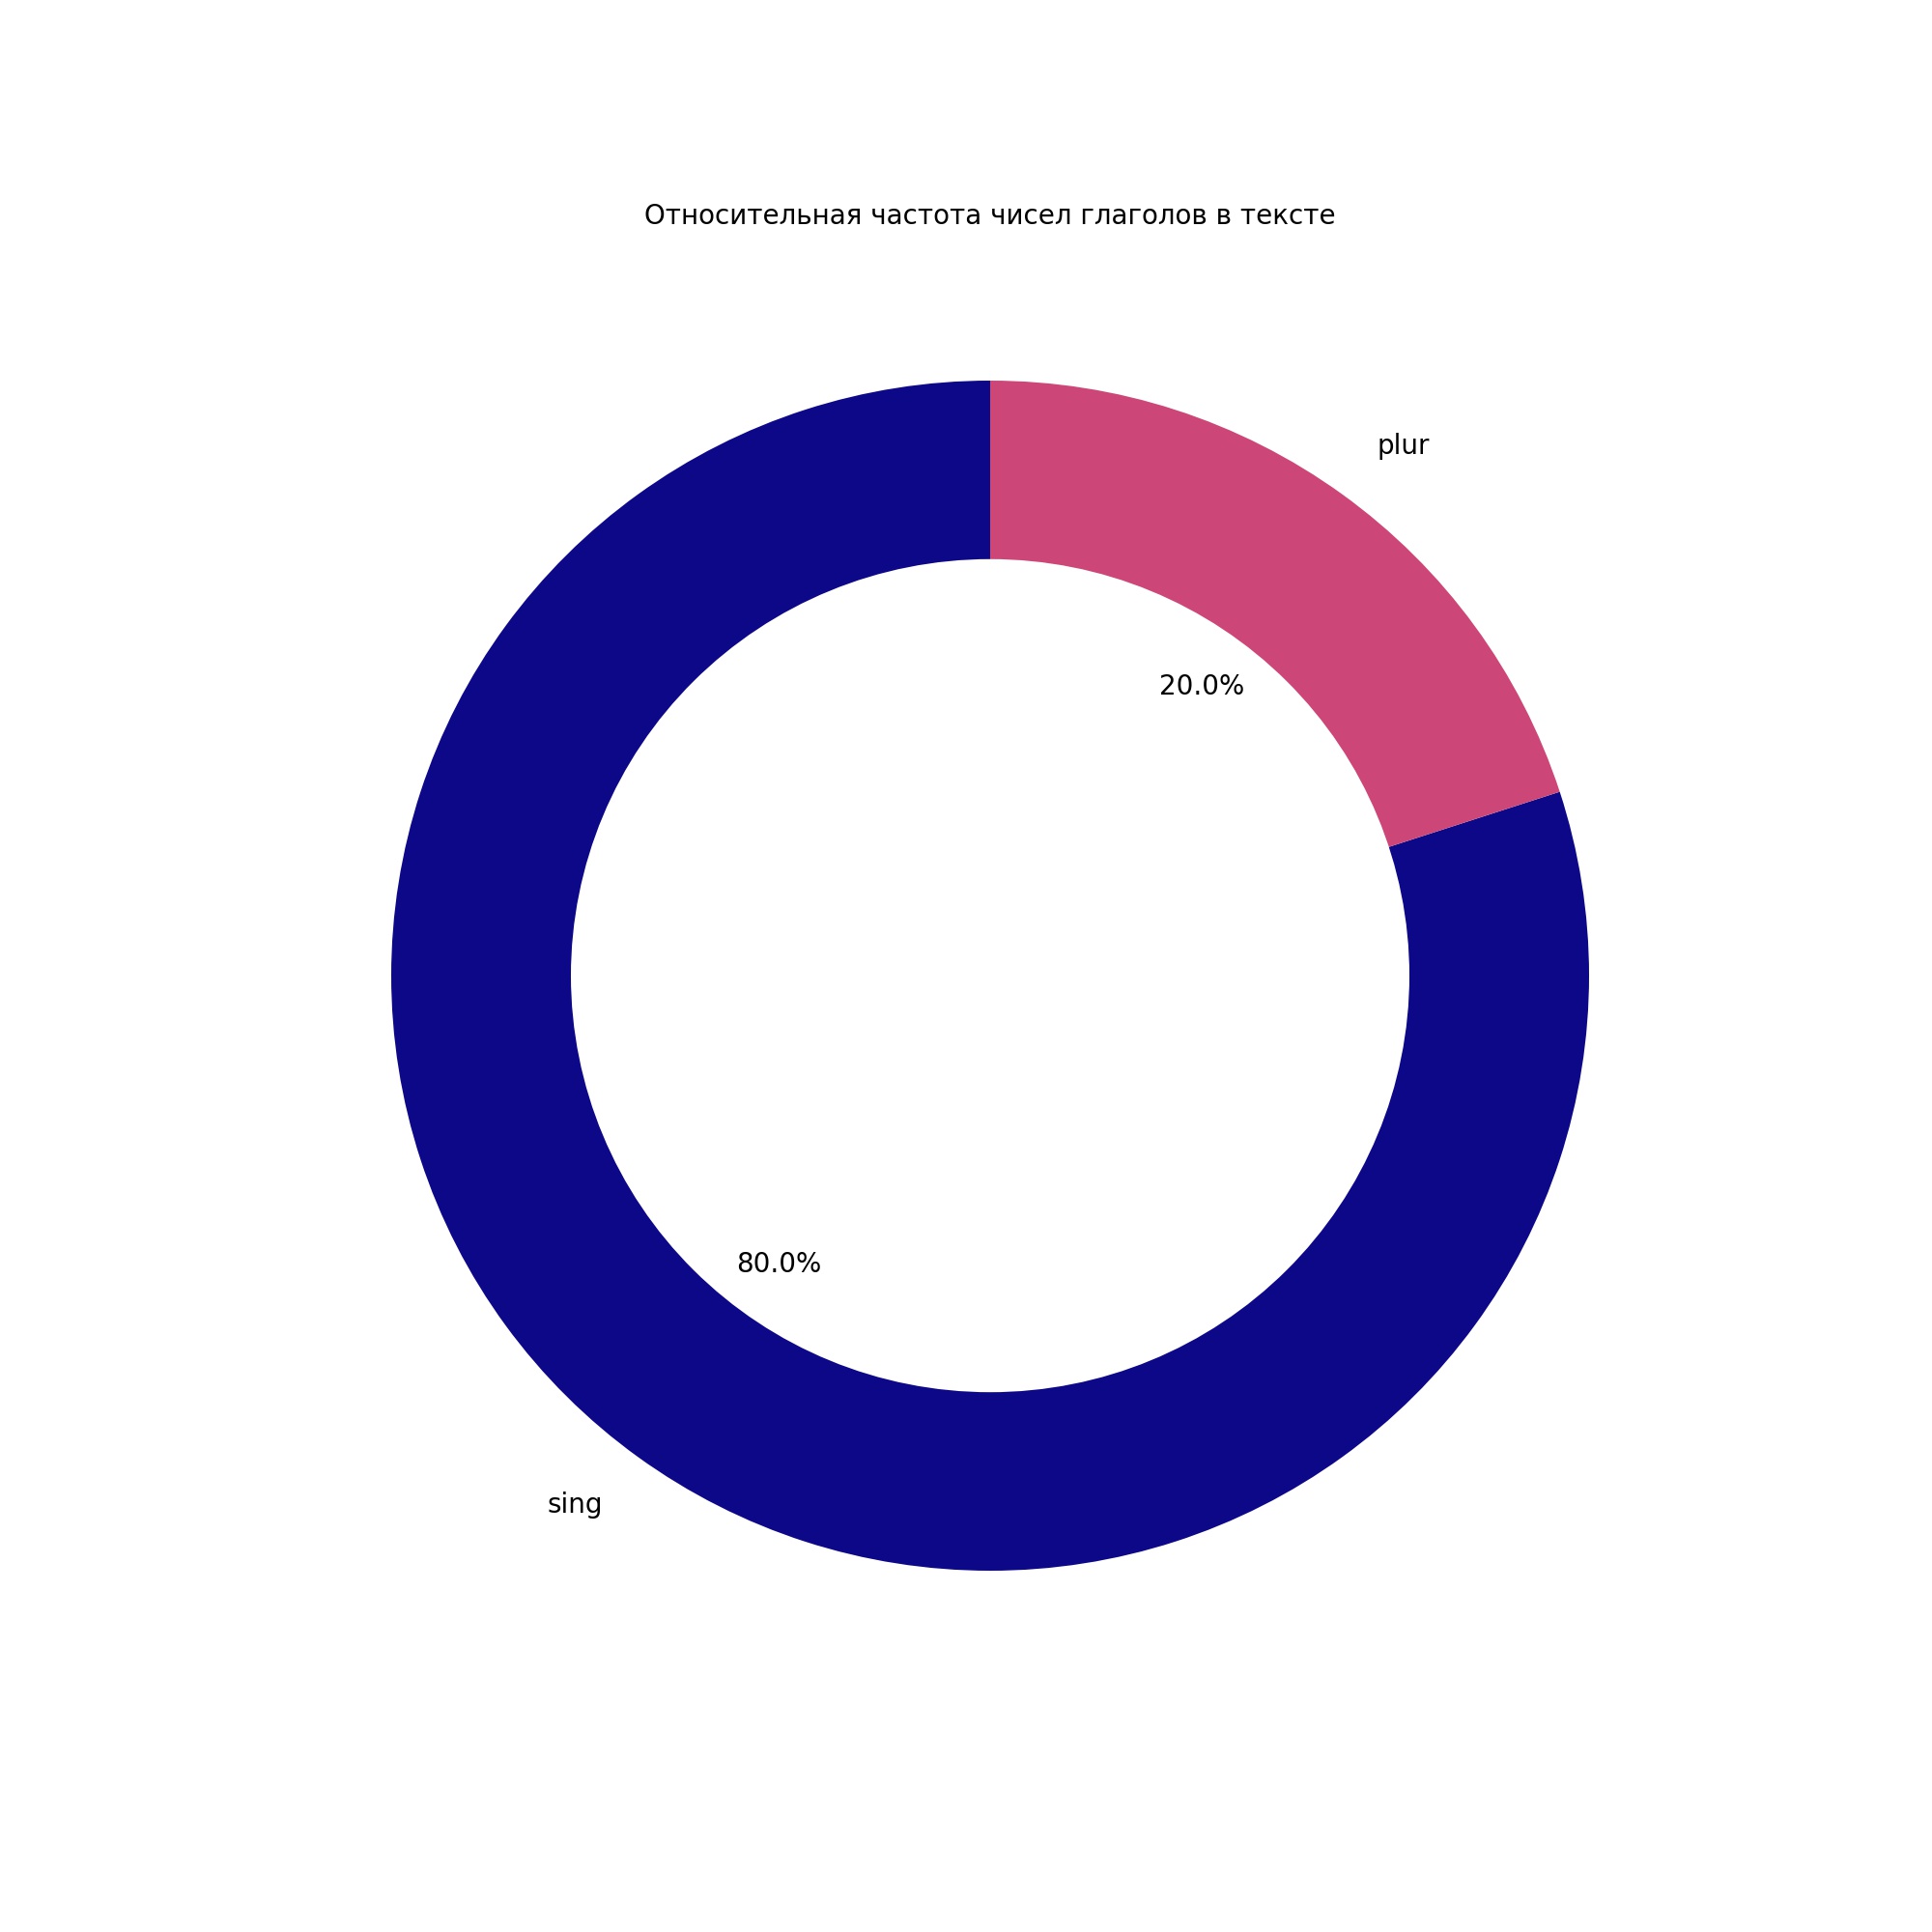 Относительная частота чисел глаголов в тексте
plur
20.0%
80.0%
sing